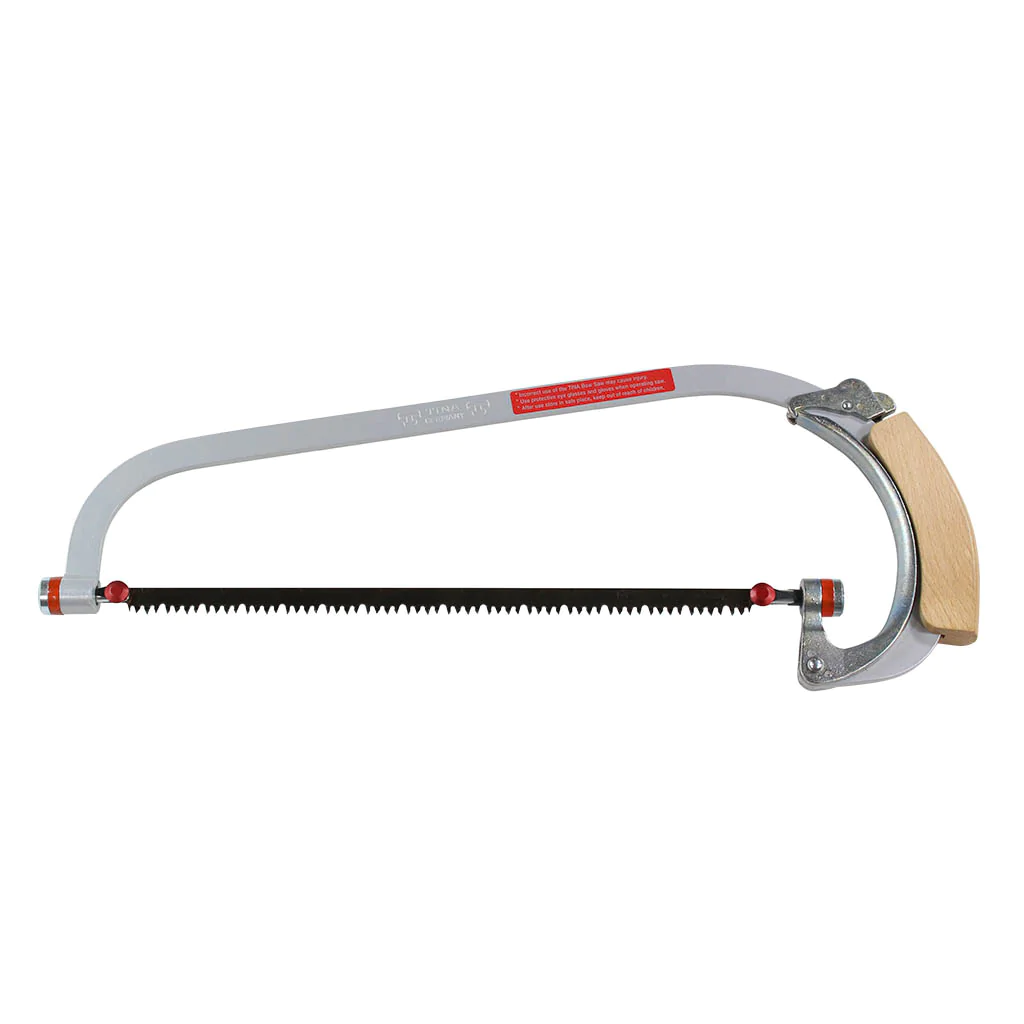 TINA
GERMANY
* Incorrect use of the TINA Bow Saw may cause injury.
* Use protective eye glasses and gloves when operating saw.
* After use store in safe place, keep out of reach of children.